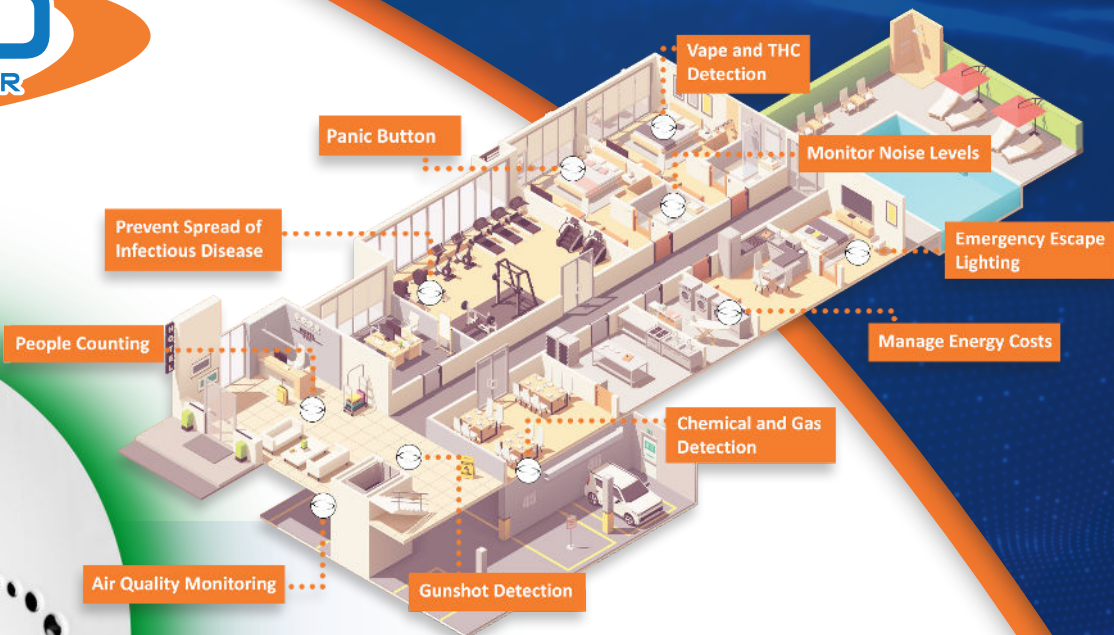 D
R
Vape and THC
Detection
Panic Button
Monitor Noise Levels
Prevent Spread of
Infectious Disease
Emergency Escape
Lighting
People Counting
HOTEL
Manage Energy Costs
Chemical and Gas
Detection
Air Quality Monitoring
Gunshot Detection